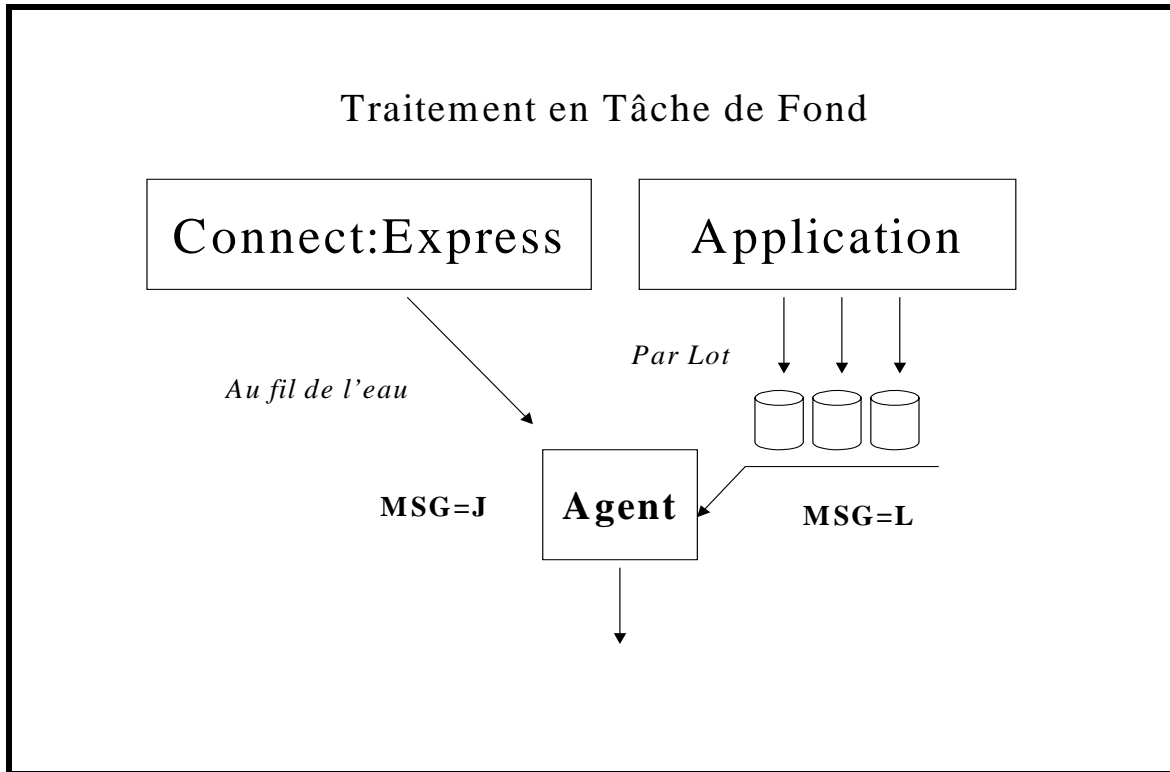 Traitement en Tâche de Fond
Connect:Express
Application
Par Lot
Au fil de l’eau
MSG=J
Agent
MSG=L